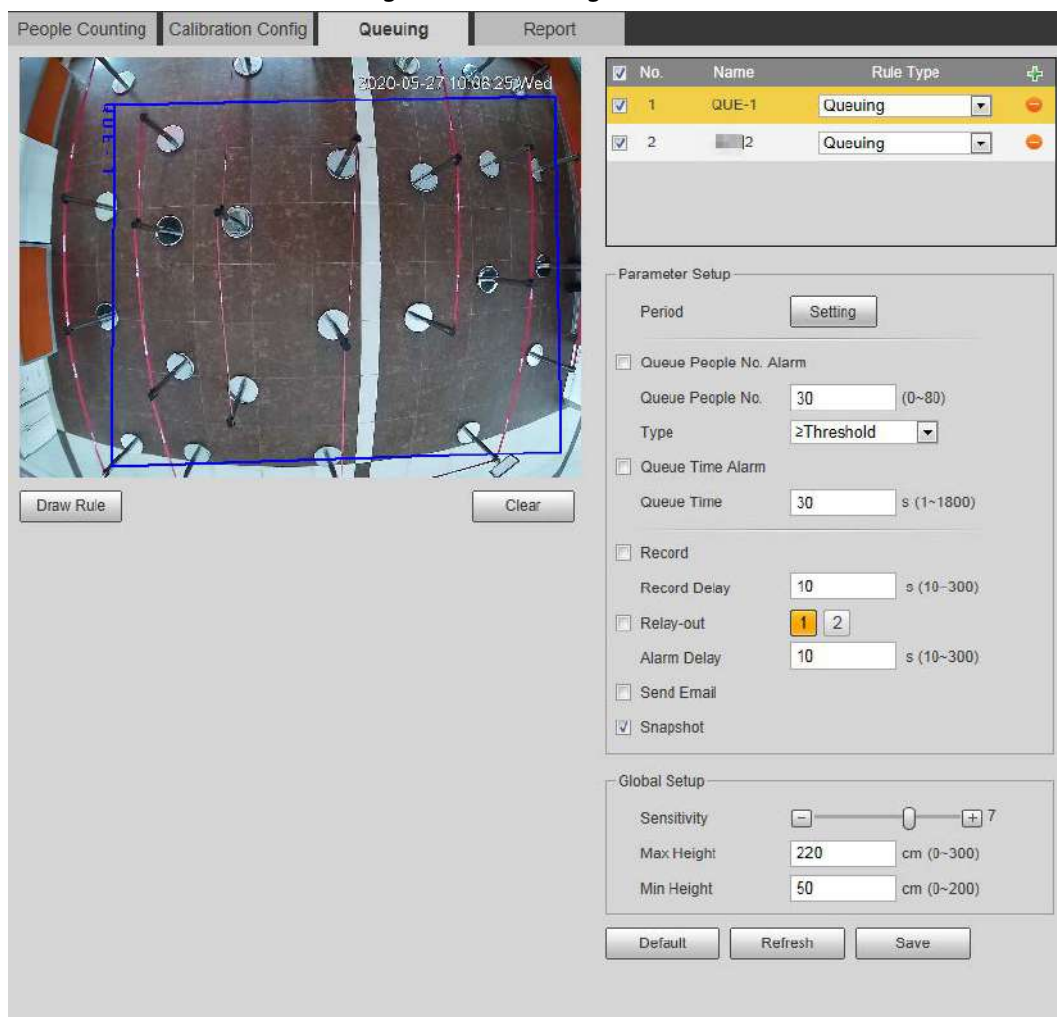 People Counting Calibration Config Queuing Report
2020-05-27 10:08:25 Wed
QUE-1
Draw Rule Clear
No. Name Rule Type
1 QUE-1 Queuing
2 2 Queuing
Parameter Setup
Period Setting
Queue People No. Alarm
Queue People No. 30 (0~80)
Type ≥Threshold
Queue Time Alarm
Queue Time 30 s (1~1800)
Record
Record Delay 10 s (10~300)
Relay-out 1 2
Alarm Delay 10 s (10~300)
Send Email
Snapshot
Global Setup
Sensitivity 7
Max Height 220 cm (0~300)
Min Height 50 cm (0~200)
Default Refresh Save